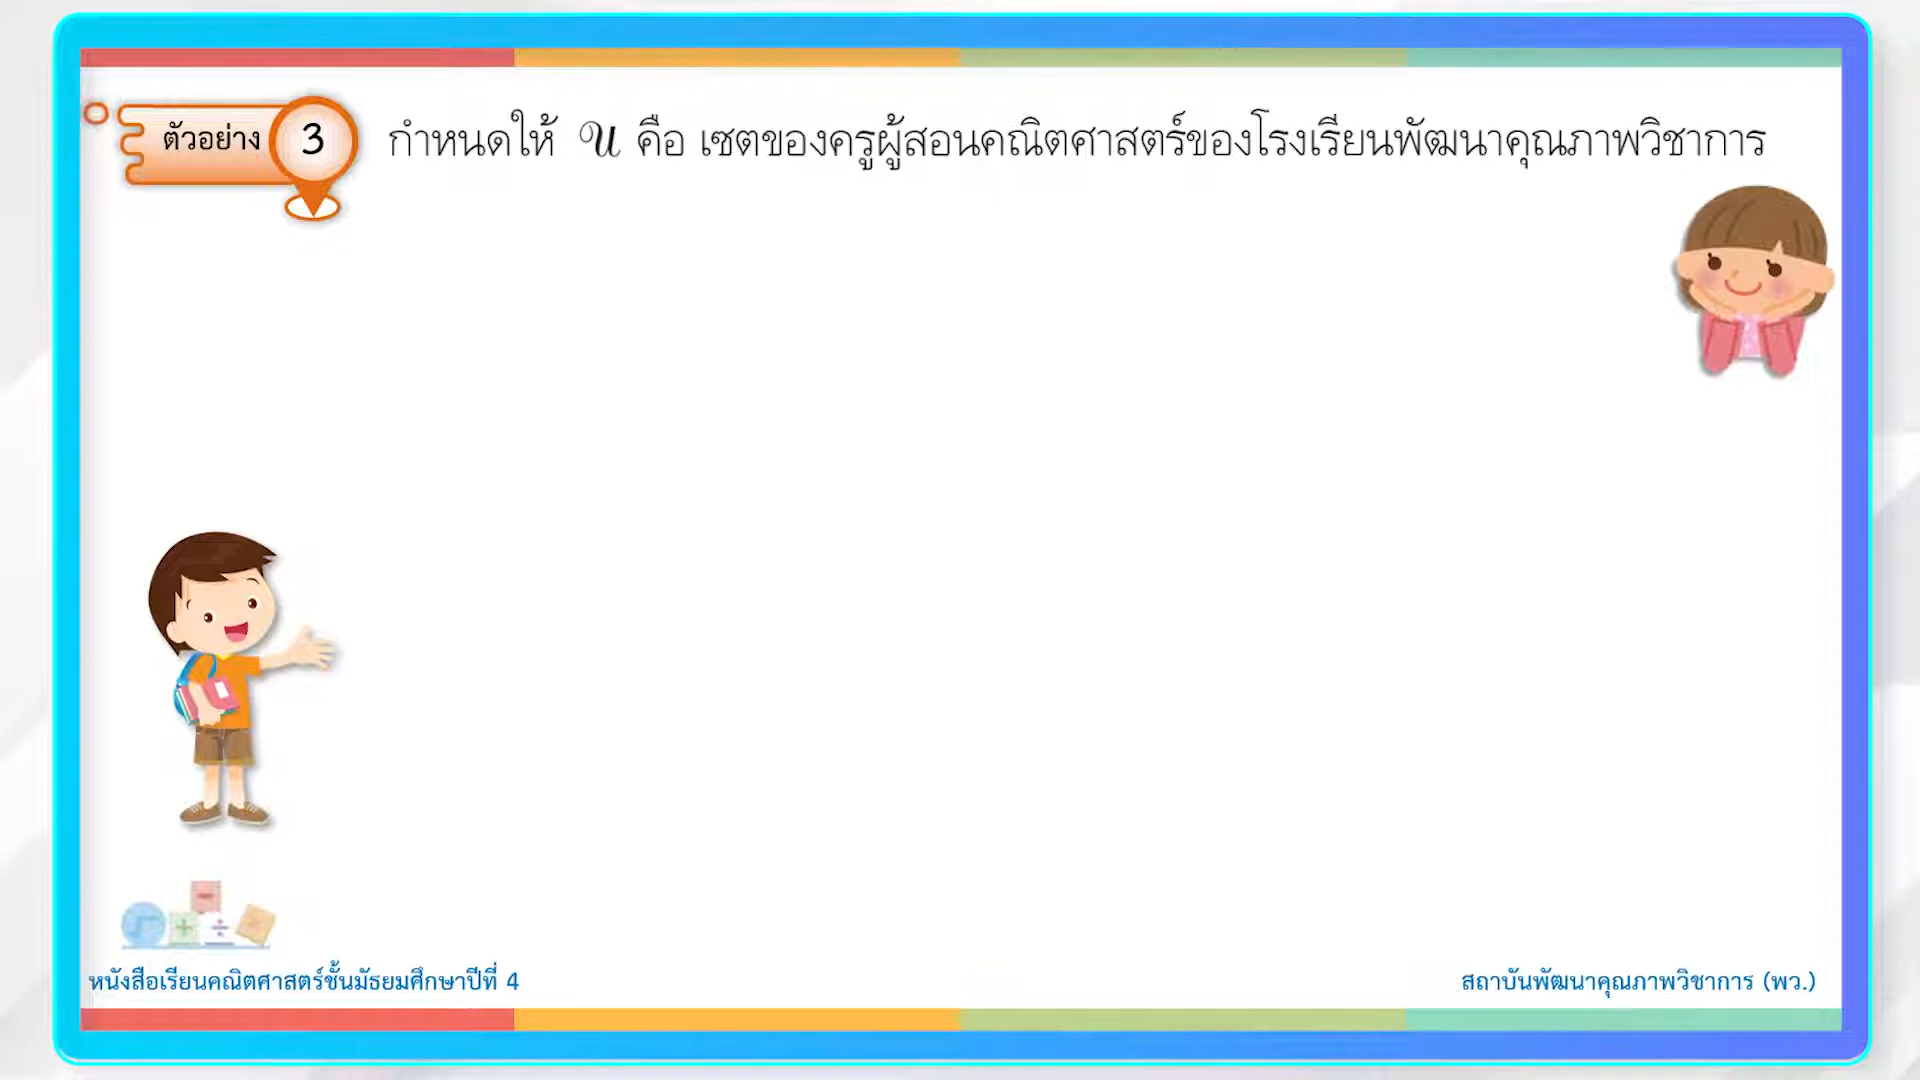 ตัวอย่าง 3 กำหนดให้ 𝒰 คือ เซตของครูผู้สอนคณิตศาสตร์ของโรงเรียนพัฒนาคุณภาพวิชาการ
หนังสือเรียนคณิตศาสตร์ชั้นมัธยมศึกษาปีที่ 4
สถาบันพัฒนาคุณภาพวิชาการ (พว.)